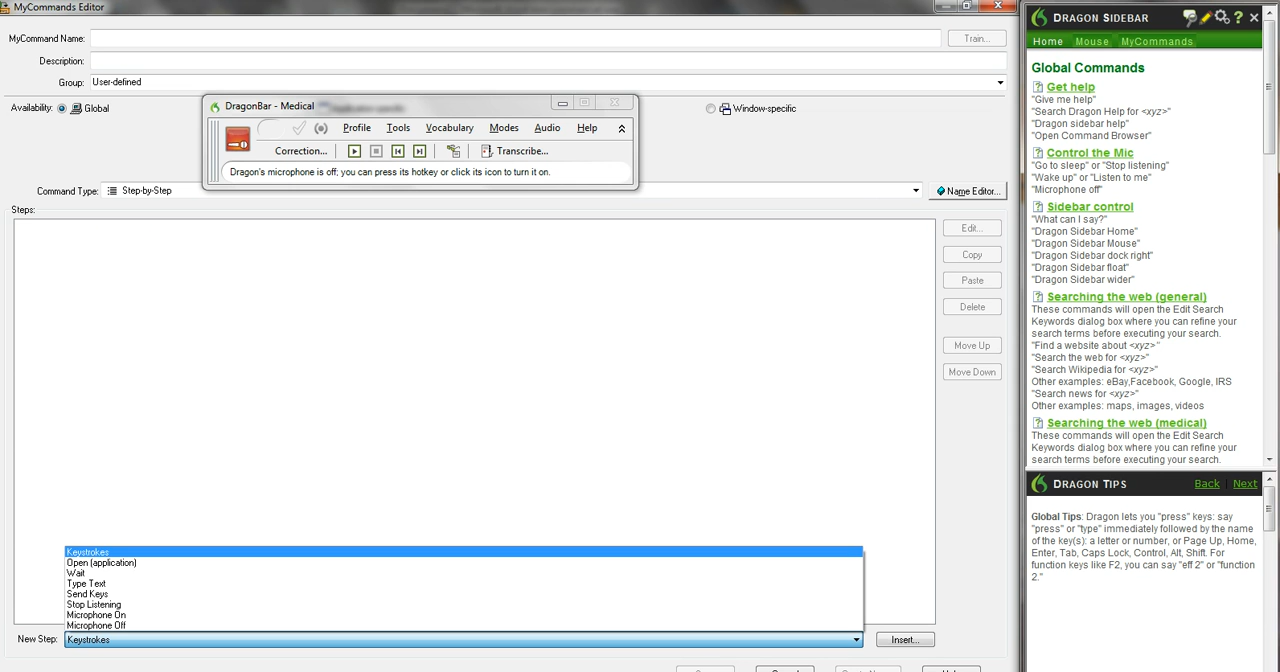 MyCommands Editor
MyCommand Name:
Train...
Description:
Group: User-defined
Availability: Global
Window-specific
DragonBar - Medical
Profile Tools Vocabulary Modes Audio Help
Correction... Transcribe...
Dragon's microphone is off; you can press its hotkey or click its icon to turn it on.
Command Type: Step-by-Step
Name Editor...
Steps:
Edit...
Copy
Paste
Delete
Move Up
Move Down
Keystrokes
Open (application)
Wait
Type Text
Send Keys
Stop Listening
Microphone On
Microphone Off
New Step: Keystrokes
Insert...
DRAGON SIDEBAR
Home Mouse MyCommands
Global Commands
Get help
"Give me help"
"Search Dragon Help for <xyz>"
"Dragon sidebar help"
"Open Command Browser"
Control the Mic
"Go to sleep" or "Stop listening"
"Wake up" or "Listen to me"
"Microphone off"
Sidebar control
"What can I say?"
"Dragon Sidebar Home"
"Dragon Sidebar Mouse"
"Dragon Sidebar dock right"
"Dragon Sidebar float"
"Dragon Sidebar wider"
Searching the web (general)
These commands will open the Edit Search
Keywords dialog box where you can refine your
search terms before executing your search.
"Find a website about <xyz>"
"Search the web for <xyz>"
"Search Wikipedia for <xyz>"
Other examples: eBay,Facebook, Google, IRS
"Search news for <xyz>"
Other examples: maps, images, videos
Searching the web (medical)
These commands will open the Edit Search
Keywords dialog box where you can refine your
search terms before executing your search.
DRAGON TIPS
Back Next
Global Tips: Dragon lets you "press" keys: say
"press" or "type" immediately followed by the name
of the key(s): a letter or number, or Page Up, Home,
Enter, Tab, Caps Lock, Control, Alt, Shift. For
function keys like F2, you can say "eff 2" or "function
2."